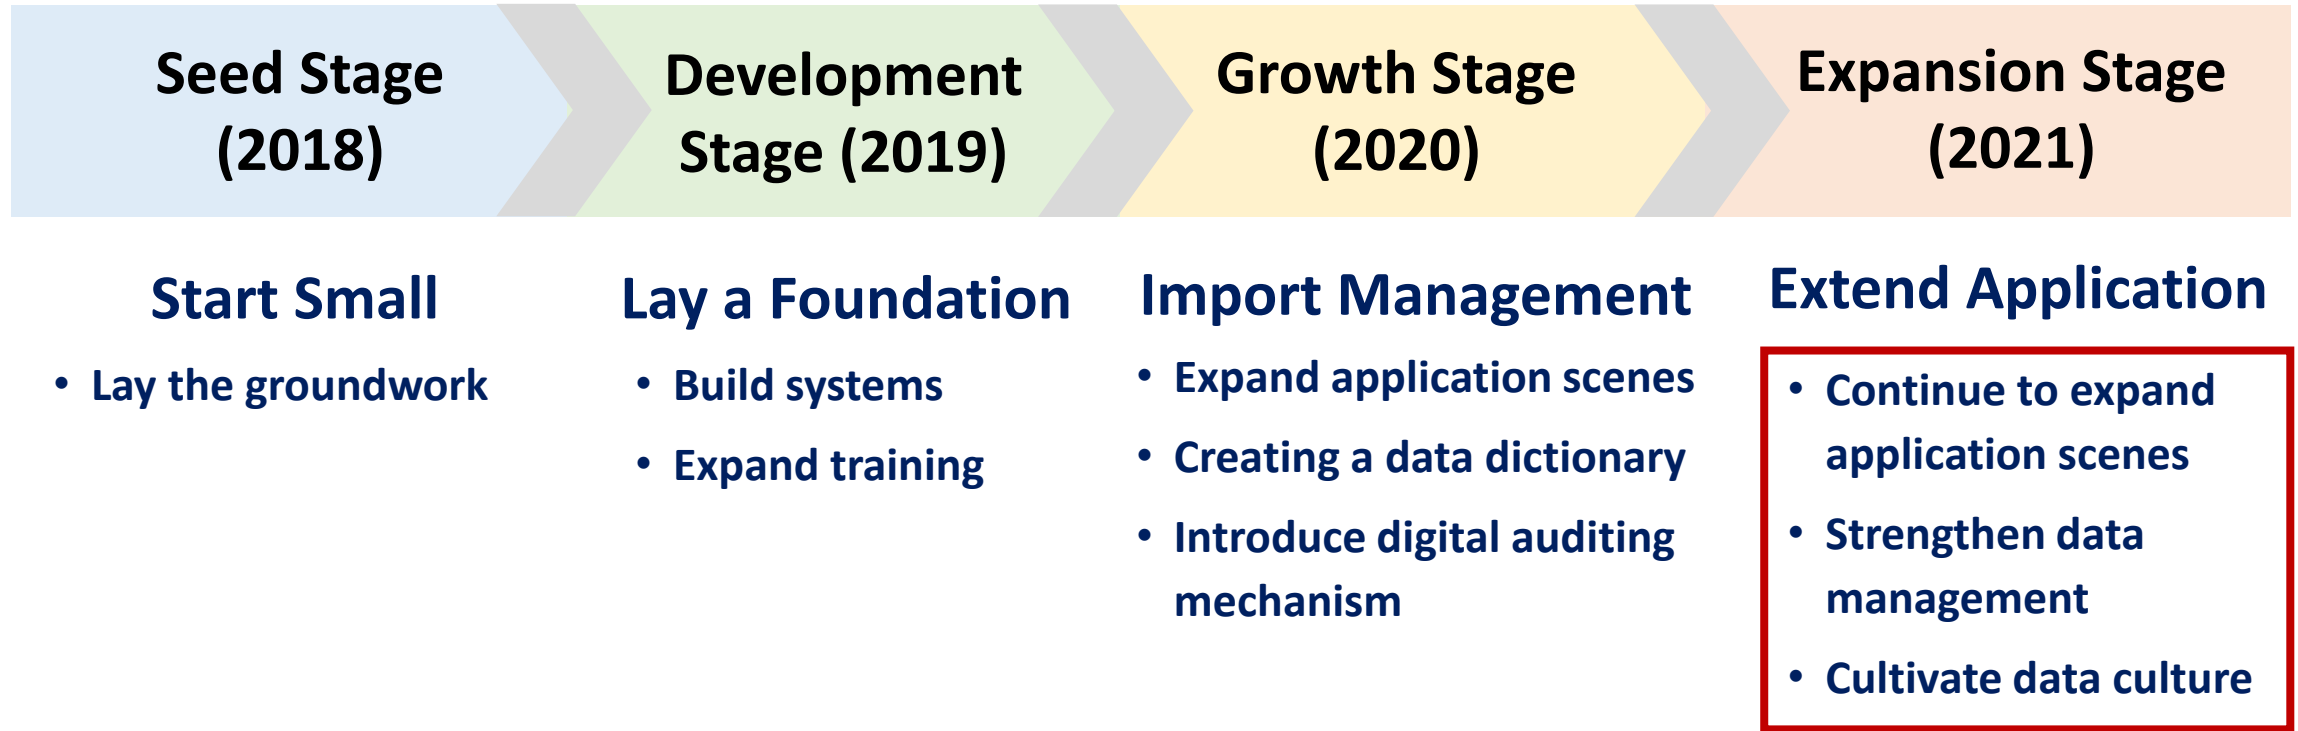 Seed Stage
(2018)
Start Small
• Lay the groundwork
Development
Stage (2019)
Lay a Foundation
• Build systems
• Expand training
Growth Stage
(2020)
Import Management
• Expand application scenes
• Creating a data dictionary
• Introduce digital auditing
mechanism
Expansion Stage
(2021)
Extend Application
• Continue to expand
application scenes
• Strengthen data
management
• Cultivate data culture